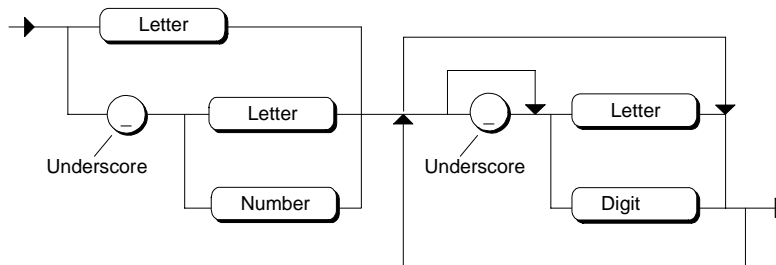 Letter
_
Letter
_
Letter
Underscore
Underscore
Number
Digit